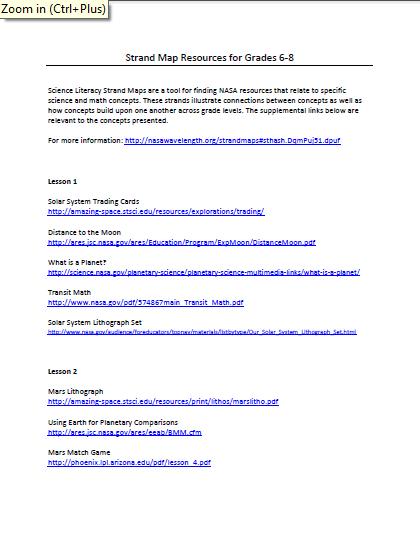 Zoom in (Ctrl+Plus)
Strand Map Resources for Grades 6-8
Science Literacy Strand Maps are a tool for finding NASA resources that relate to specific
science and math concepts. These strands illustrate connections between concepts as well as
how concepts build upon one another across grade levels. The supplemental links below are
relevant to the concepts presented.
For more information: http://nasawavelength.org/strandmaps#sthash.DqmPuj51.dpuf
Lesson 1
Solar System Trading Cards
http://amazing-space.stsci.edu/resources/explorations/trading/
Distance to the Moon
http://ares.jsc.nasa.gov/ares/Education/Program/ExpMoon/DistanceMoon.pdf
What is a Planet?
http://science.nasa.gov/planetary-science/planetary-science-multimedia-links/what-is-a-planet/
Transit Math
http://www.nasa.gov/pdf/574867main_Transit_Math.pdf
Solar System Lithograph Set
http://www.nasa.gov/audience/foreducators/topnav/materials/listbytype/Our_Solar_System_Lithograph_Set.html
Lesson 2
Mars Lithograph
http://amazing-space.stsci.edu/resources/print/lithos/marslitho.pdf
Using Earth for Planetary Comparisons
http://ares.jsc.nasa.gov/ares/eeab/BMM.cfm
Mars Match Game
http://phoenix.lpl.arizona.edu/pdf/lesson_4.pdf